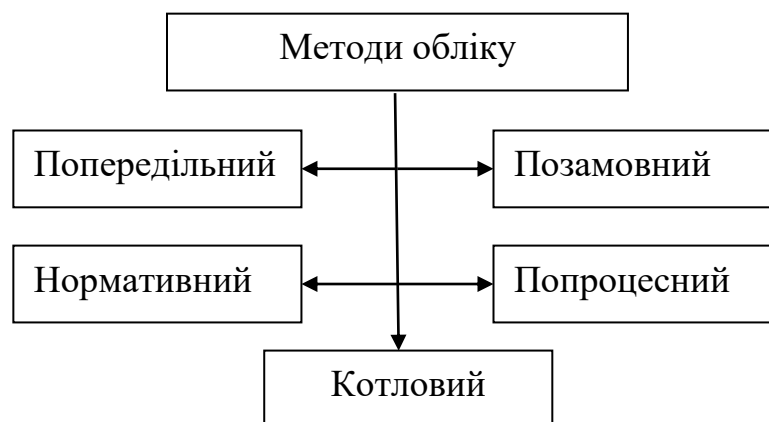 Методи обліку
Попередільний
Позамовний
Нормативний
Попроцесний
Котловий